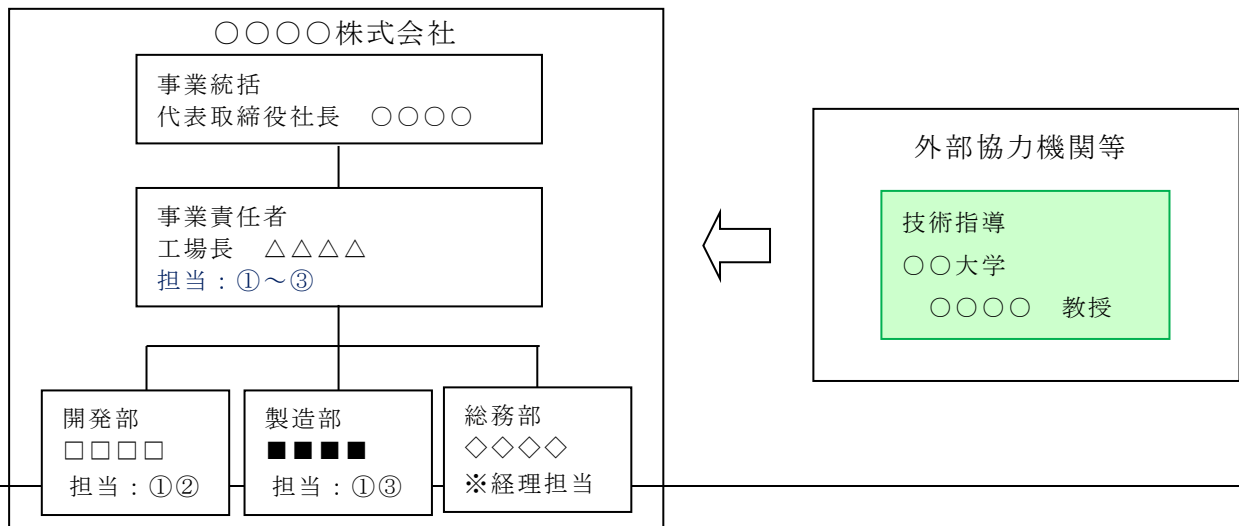 ○○○○株式会社
事業統括
代表取締役社長　○○○○
事業責任者
工場長　△△△△
担当：①～③
開発部
□□□□
担当：①②
製造部
■■■■
担当：①③
総務部
◇◇◇◇
※経理担当
外部協力機関等
技術指導
○○大学
○○○○　教授